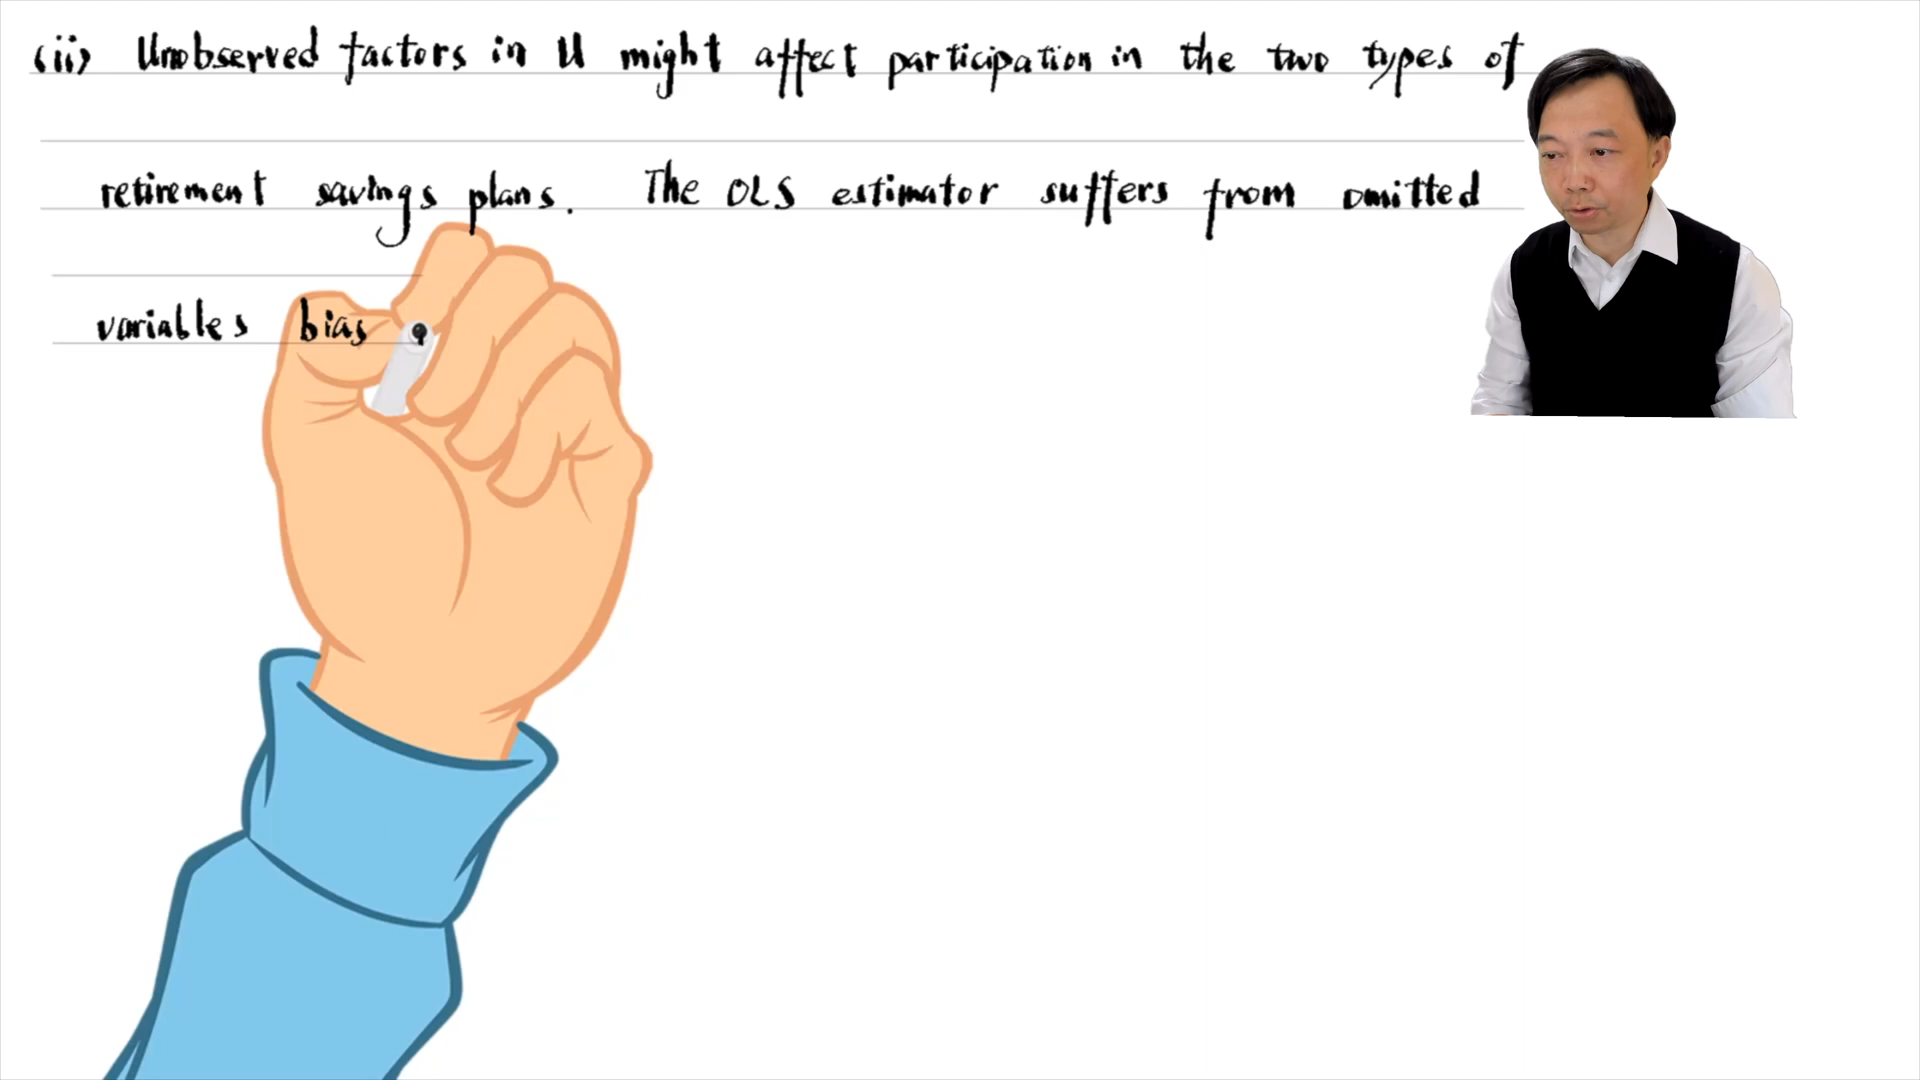 (ii) Unobserved factors in u might affect participation in the two types of
retirement savings plans. The OLS estimator suffers from omitted
variables bias.